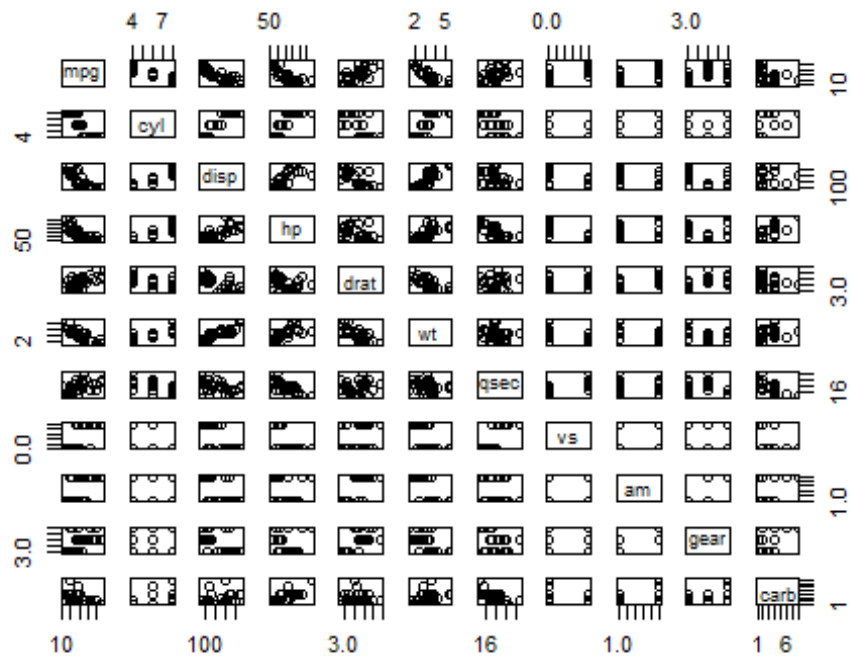 4 7 50 2 5 0.0 3.0
mpg 10
4 cyl
disp 100
50 hp
drat 3.0
2 wt
qsec 16
0.0 vs
am 1.0
3.0 gear
carb 1
10 100 3.0 16 1.0 1 6